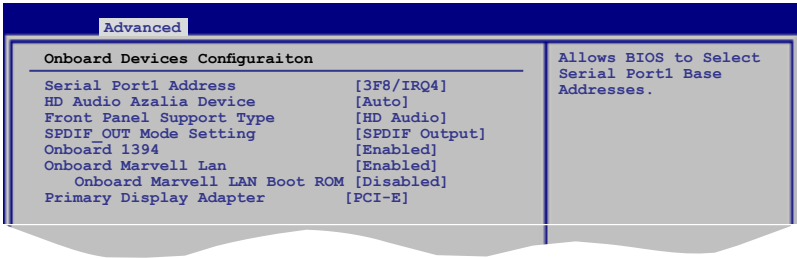 Advanced
Onboard Devices Configuraiton
Serial Port1 Address [3F8/IRQ4]
HD Audio Azalia Device [Auto]
Front Panel Support Type [HD Audio]
SPDIF_OUT Mode Setting [SPDIF Output]
Onboard 1394 [Enabled]
Onboard Marvell Lan [Enabled]
Onboard Marvell LAN Boot ROM [Disabled]
Primary Display Adapter [PCI-E]
Allows BIOS to Select
Serial Port1 Base
Addresses.